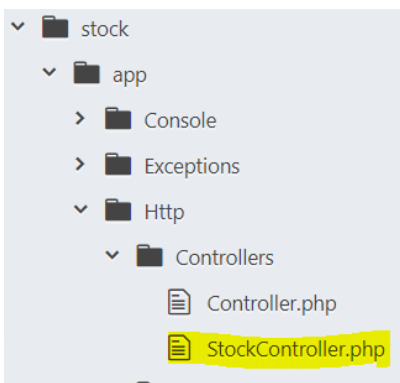 stock
app
Console
Exceptions
Http
Controllers
Controller.php
StockController.php